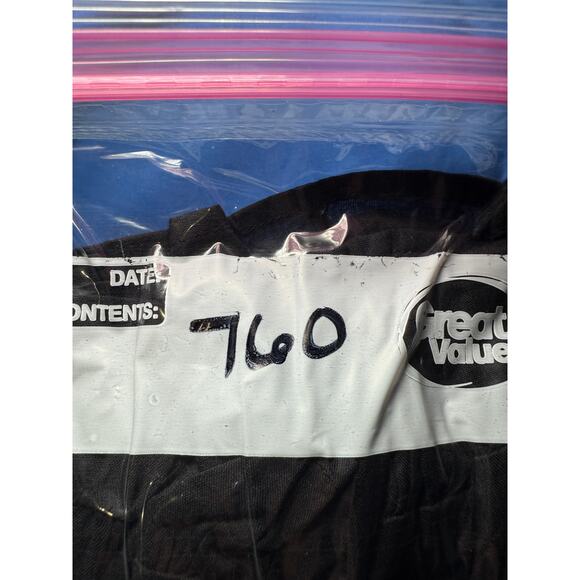 DATE:
ONTENTS:
760
Great
Value